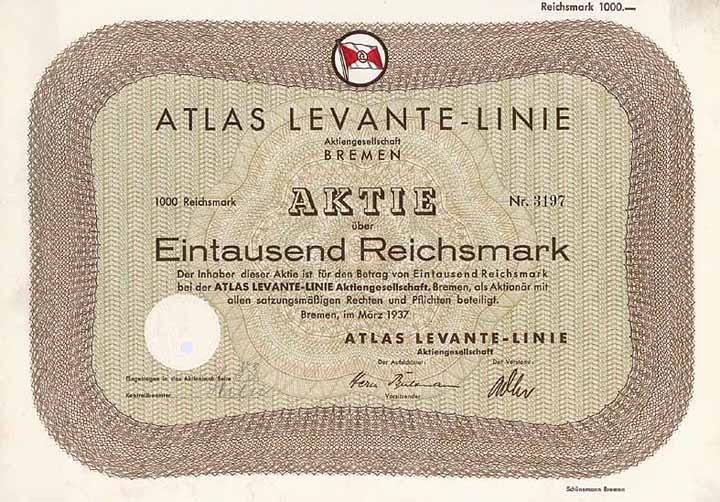 Reichsmark 1000.—
ATLAS LEVANTE-LINIE
Aktiengesellschaft
BREMEN
1000 Reichsmark AKTIE Nr. 3197
über
Eintausend Reichsmark
Der Inhaber dieser Aktie ist für den Betrag von Eintausend Reichsmark
bei der ATLAS LEVANTE-LINIE Aktiengesellschaft, Bremen, als Aktionär mit
allen satzungsmäßigen Rechten und Pflichten beteiligt.
Bremen, im März 1937
ATLAS LEVANTE-LINIE
Aktiengesellschaft
Der Aufsichtsrat: Der Vorstand:
Eingetragen in das Aktienbuch Seite
Kontrollbeamter Vorsitzender
Schünemann Bremen